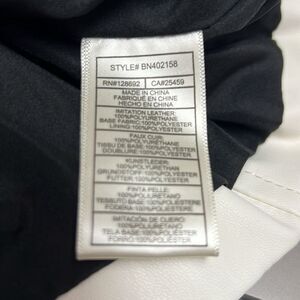 STYLE# BN402158
RN#128692 CA#25459
MADE IN CHINA
FABRIQUÉ EN CHINE
HECHO EN CHINA
IMITATION LEATHER:
100%POLYURETHANE
BASE FABRIC:100%POLYESTER
LINING:100%POLYESTER
FAUX CUIR:
100%POLYURETHANE
TISSU DE BASE:100%POLYESTER
DOUBLURE :100%POLYESTER
KUNSTLEDER:
100%POLYURETHAN
GRUNDSTOFF:100%POLYESTER
FUTTER :100%POLYESTER
FINTA PELLE:
100%POLIURETANO
TESSUTO BASE:100%POLIESTERE
FODERA:100%POLIESTERE
IMITACIÓN DE CUERO:
100%POLIURETANO
TELA BASE:100%POLIÉSTER
FORRO:100%POLIÉSTER